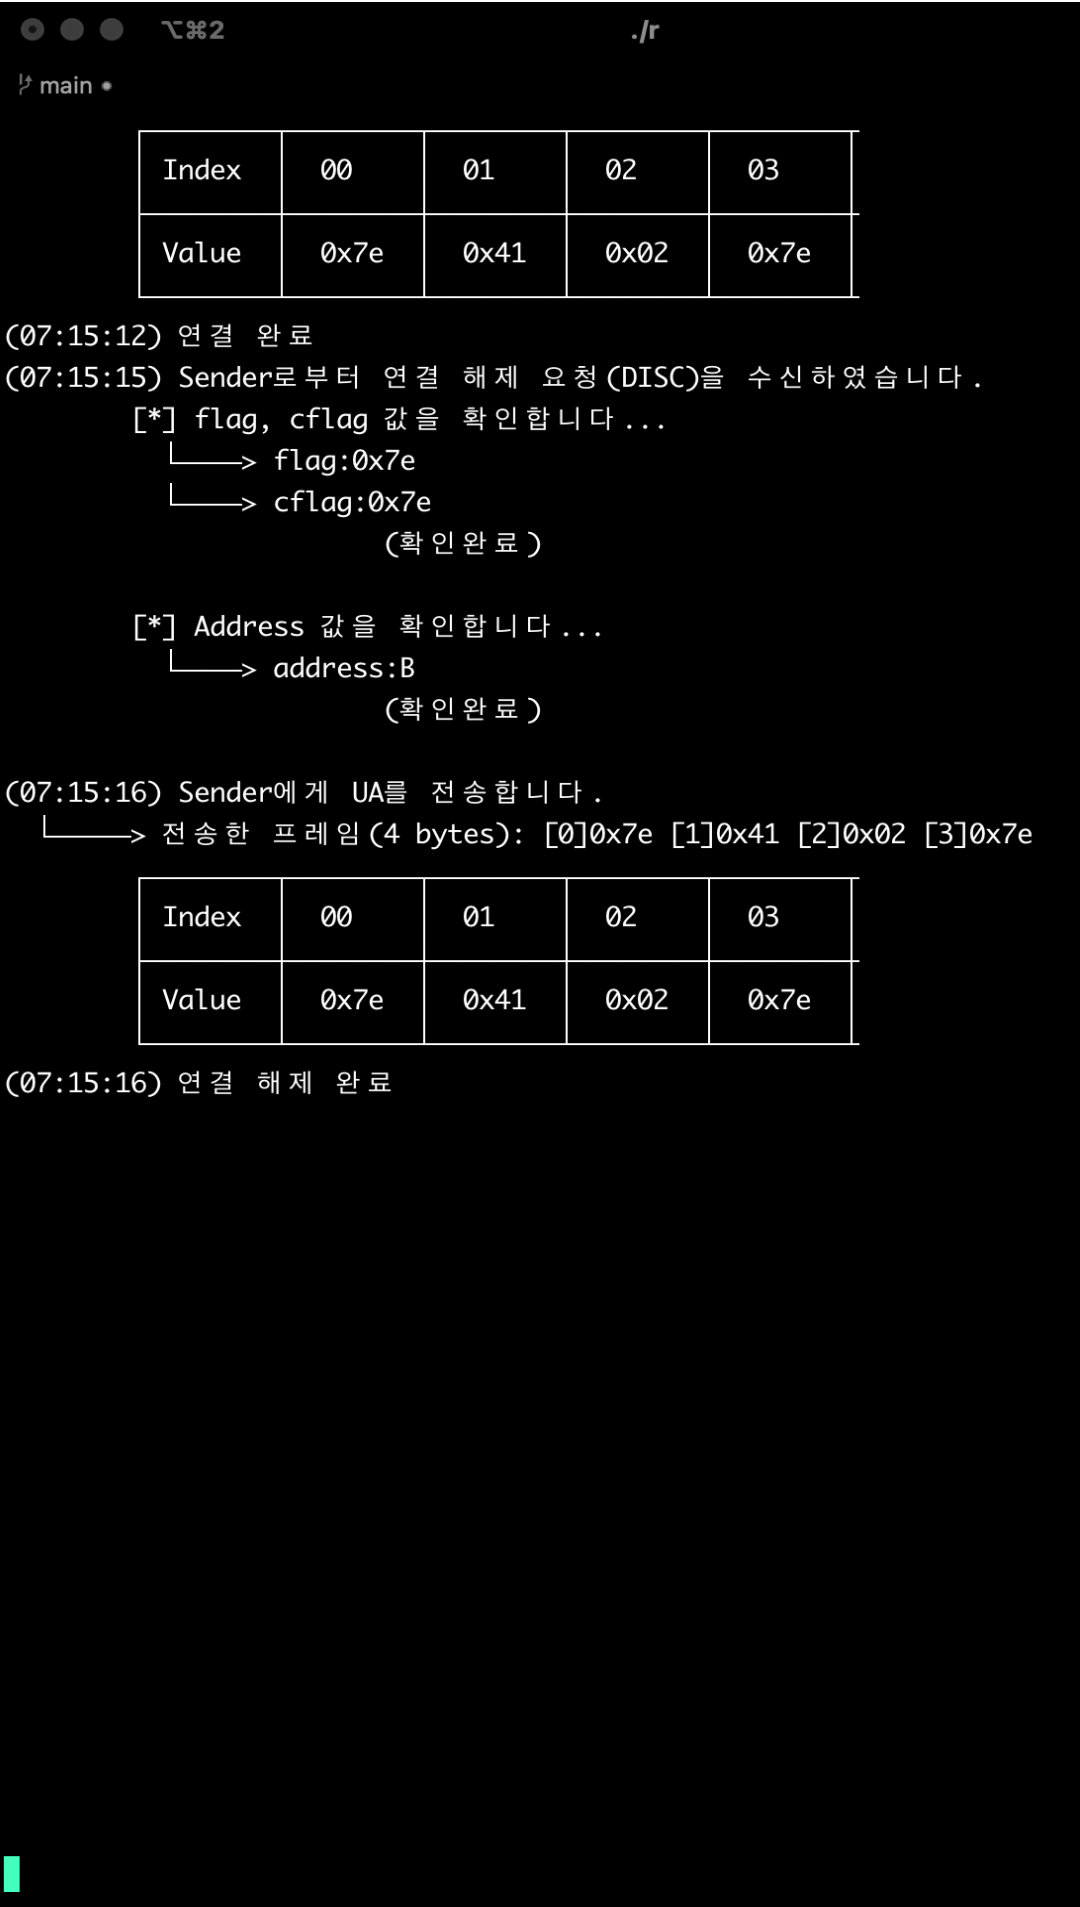 ⌥⌘2 ./r
main
Index 00 01 02 03
Value 0x7e 0x41 0x02 0x7e
(07:15:12) 연결 완료
(07:15:15) Sender로부터 연결 해제 요청(DISC)을 수신하였습니다.
[*] flag, cflag 값을 확인합니다...
└────> flag:0x7e
└────> cflag:0x7e
(확인완료)
[*] Address 값을 확인합니다...
└────> address:B
(확인완료)
(07:15:16) Sender에게 UA를 전송합니다.
└─────> 전송한 프레임(4 bytes): [0]0x7e [1]0x41 [2]0x02 [3]0x7e
Index 00 01 02 03
Value 0x7e 0x41 0x02 0x7e
(07:15:16) 연결 해제 완료